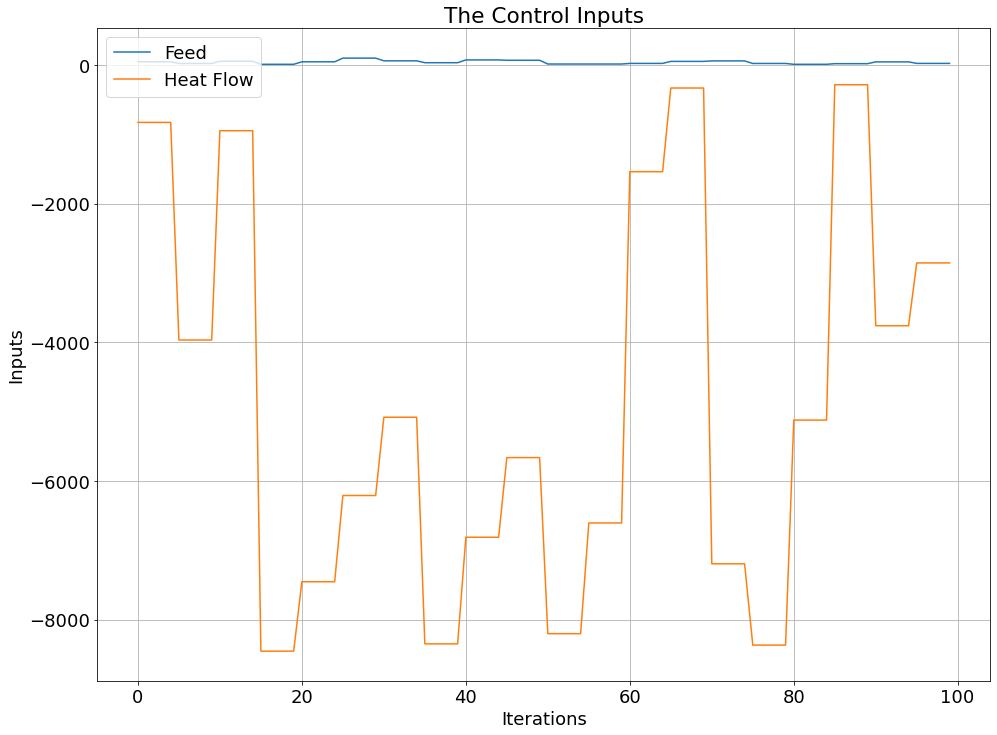 The Control Inputs
Feed
Heat Flow
0
−2000
−4000
−6000
−8000
Inputs
0 20 40 60 80 100
Iterations